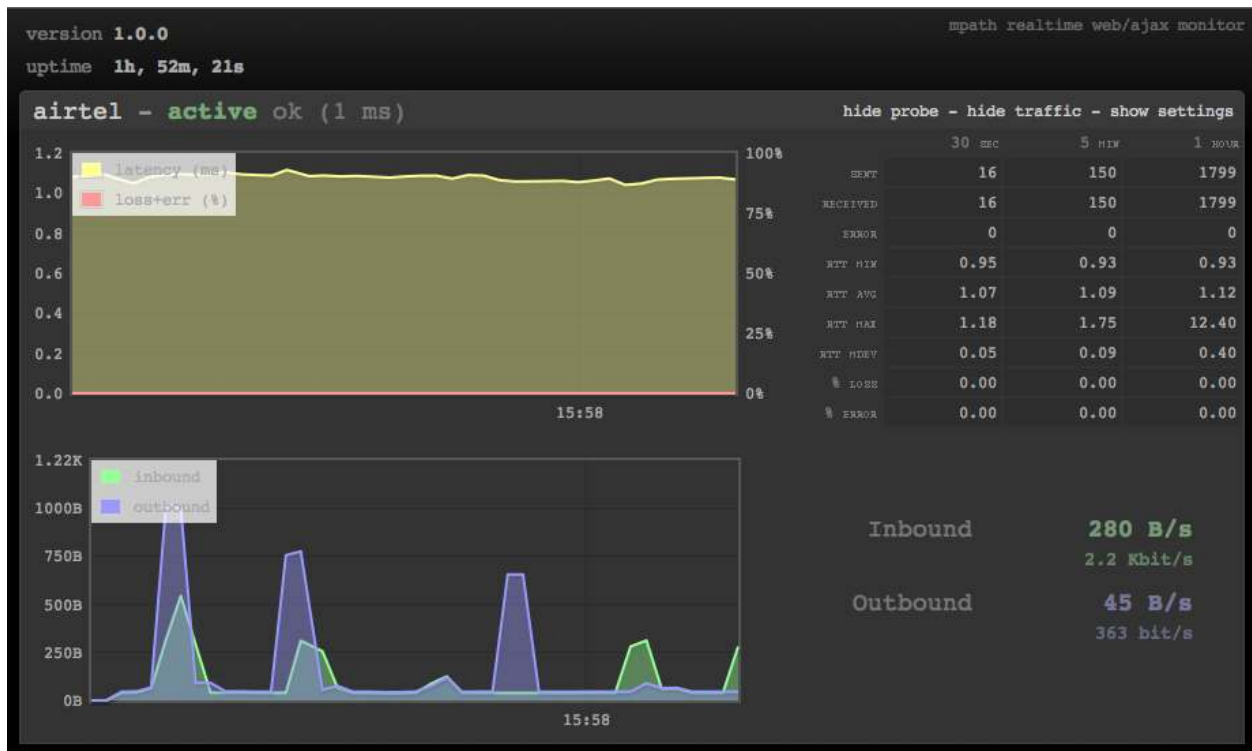 version 1.0.0
mpath realtime web/ajax monitor
uptime 1h, 52m, 21s
airtel - active ok (1 ms)
hide probe - hide traffic - show settings
30 SEC 5 MIN 1 HOUR
SENT 16 150 1799
RECEIVED 16 150 1799
ERROR 0 0 0
RTT MIN 0.95 0.93 0.93
RTT AVG 1.07 1.09 1.12
RTT MAX 1.18 1.75 12.40
RTT MDEV 0.05 0.09 0.40
% LOSS 0.00 0.00 0.00
% ERROR 0.00 0.00 0.00
latency (ms)
loss+err (%)
1.2
1.0
0.8
0.6
0.4
0.2
0.0
100%
75%
50%
25%
0%
15:58
inbound
outbound
1.22K
1000B
750B
500B
250B
0B
15:58
Inbound 280 B/s
2.2 Kbit/s
Outbound 45 B/s
363 bit/s